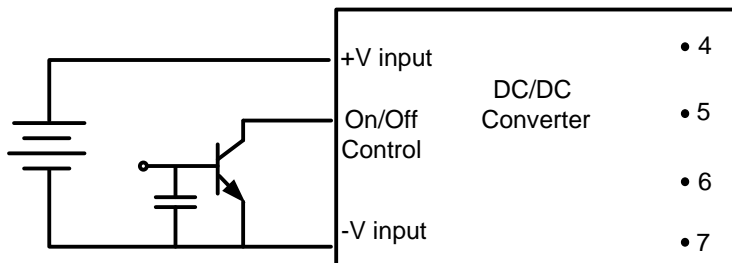 +V input
On/Off
Control
-V input
DC/DC
Converter
4
5
6
7